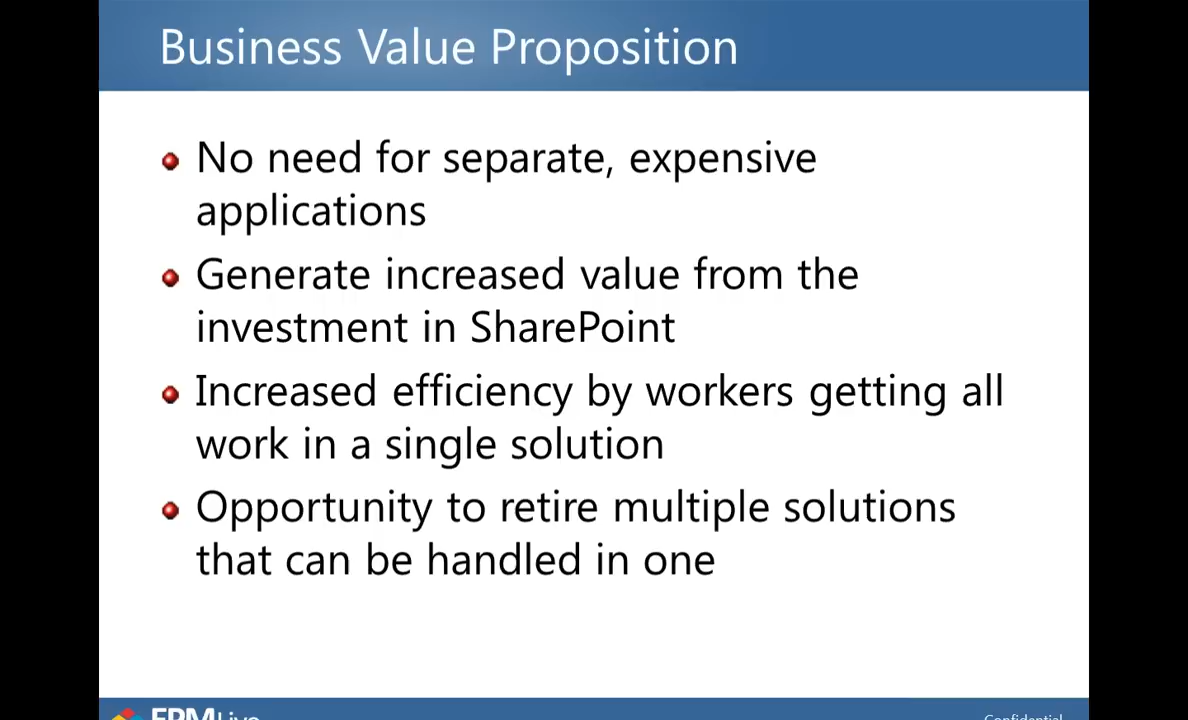 Business Value Proposition
No need for separate, expensive
applications
Generate increased value from the
investment in SharePoint
Increased efficiency by workers getting all
work in a single solution
Opportunity to retire multiple solutions
that can be handled in one
EPMLive
Confidential